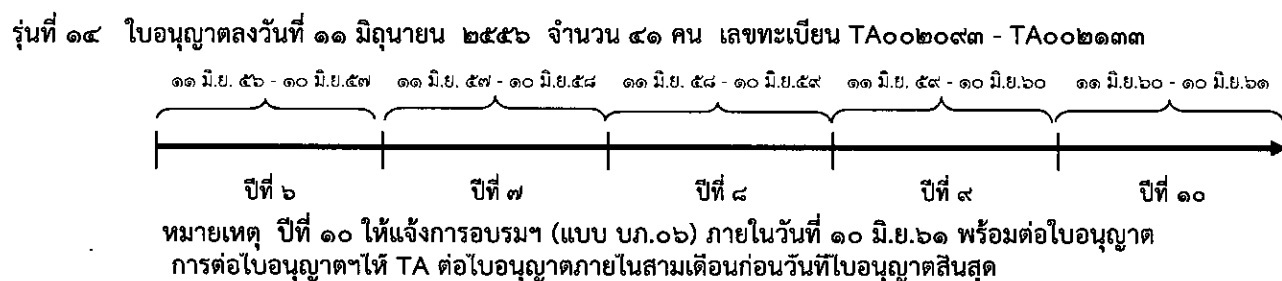 รุ่นที่ ๑๔ ใบอนุญาตลงวันที่ ๑๑ มิถุนายน ๒๕๕๖ จำนวน ๔๑ คน เลขทะเบียน TA๐๐๒๐๙๓ - TA๐๐๒๑๓๓
๑๑ มิ.ย. ๕๖ - ๑๐ มิ.ย.๕๗ ๑๑ มิ.ย. ๕๗ - ๑๐ มิ.ย.๕๘ ๑๑ มิ.ย. ๕๘ - ๑๐ มิ.ย.๕๙ ๑๑ มิ.ย. ๕๙ - ๑๐ มิ.ย.๖๐ ๑๑ มิ.ย.๖๐ - ๑๐ มิ.ย.๖๑
ปีที่ ๖ ปีที่ ๗ ปีที่ ๘ ปีที่ ๙ ปีที่ ๑๐
หมายเหตุ ปีที่ ๑๐ ให้แจ้งการอบรมฯ (แบบ บภ.๐๖) ภายในวันที่ ๑๐ มิ.ย.๖๑ พร้อมต่อใบอนุญาต
การต่อใบอนุญาตฯให้ TA ต่อใบอนุญาตภายในสามเดือนก่อนวันที่ใบอนุญาตสิ้นสุด